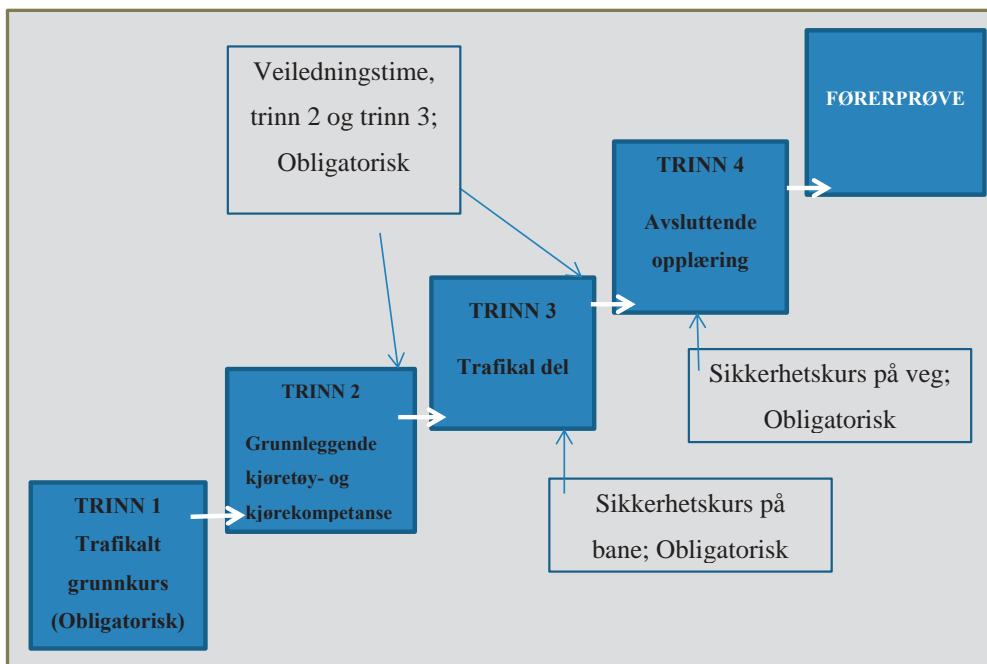 TRINN 1
Trafikalt
grunnkurs
(Obligatorisk)
TRINN 2
Grunnleggende
kjøretøy- og
kjørekompetanse
Veiledningstime,
trinn 2 og trinn 3;
Obligatorisk
TRINN 3
Trafikal del
Sikkerhetskurs på
bane; Obligatorisk
TRINN 4
Avsluttende
opplæring
Sikkerhetskurs på veg;
Obligatorisk
FØRERPRØVE